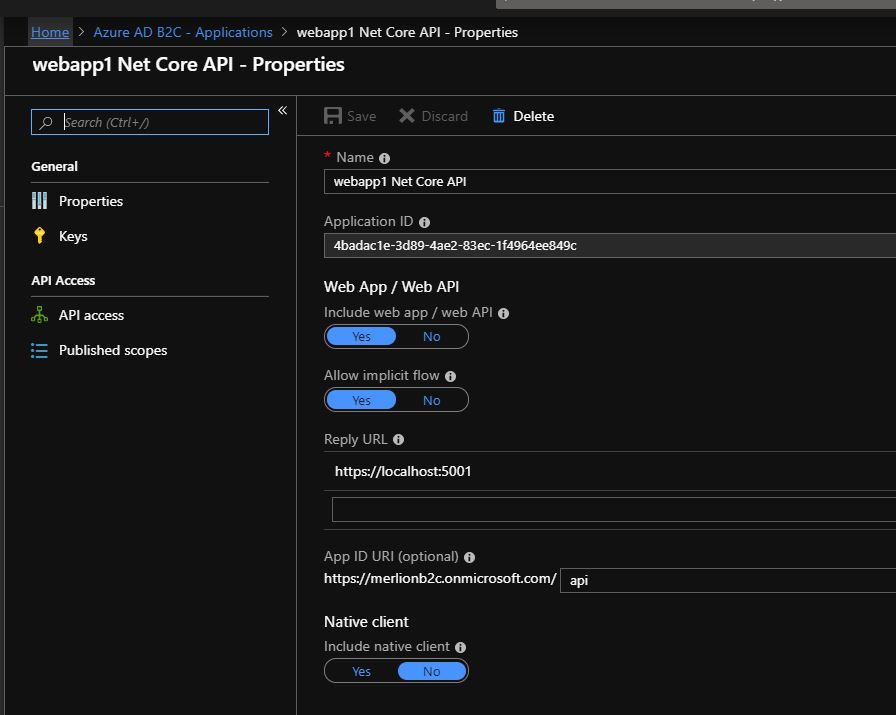 Home > Azure AD B2C - Applications > webapp1 Net Core API - Properties
webapp1 Net Core API - Properties
Search (Ctrl+/)
«
General
Properties
Keys
API Access
API access
Published scopes
Save Discard Delete
* Name
webapp1 Net Core API
Application ID
4badac1e-3d89-4ae2-83ec-1f4964ee849c
Web App / Web API
Include web app / web API
Yes No
Allow implicit flow
Yes No
Reply URL
https://localhost:5001
App ID URI (optional)
https://merlionb2c.onmicrosoft.com/ api
Native client
Include native client
Yes No